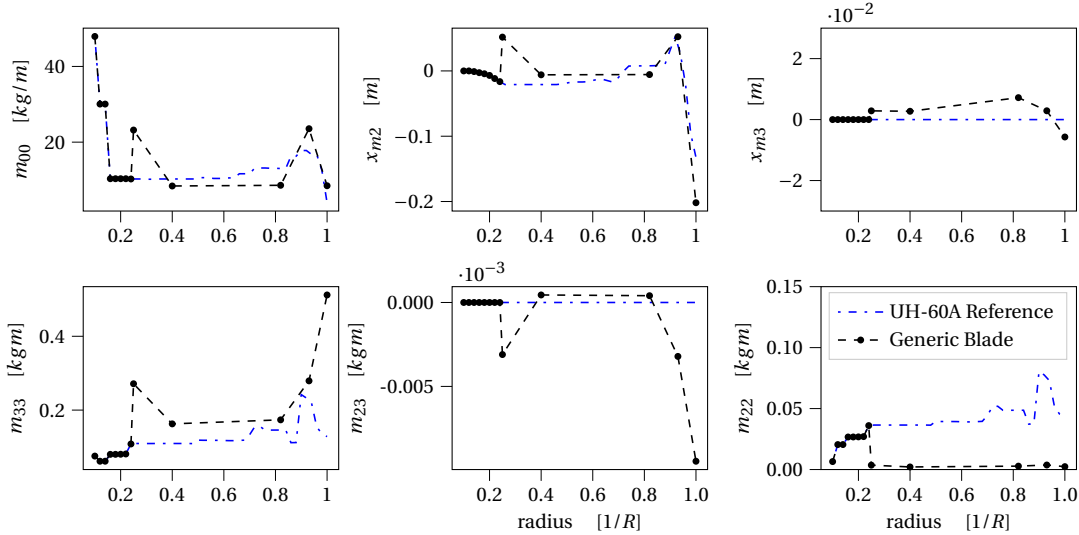 ·10⁻²
40
20
m₀₀ [kg/m]
0.2 0.4 0.6 0.8 1
0
−0.1
−0.2
xₘ₂ [m]
0.2 0.4 0.6 0.8 1
2
0
−2
xₘ₃ [m]
0.2 0.4 0.6 0.8 1
0.4
0.2
m₃₃ [kgm]
0.2 0.4 0.6 0.8 1
·10⁻³
0.000
-0.005
m₂₃ [kgm]
0.2 0.4 0.6 0.8 1.0
radius [1/R]
0.15
0.10
0.05
0.00
m₂₂ [kgm]
UH-60A Reference
Generic Blade
0.2 0.4 0.6 0.8 1.0
radius [1/R]